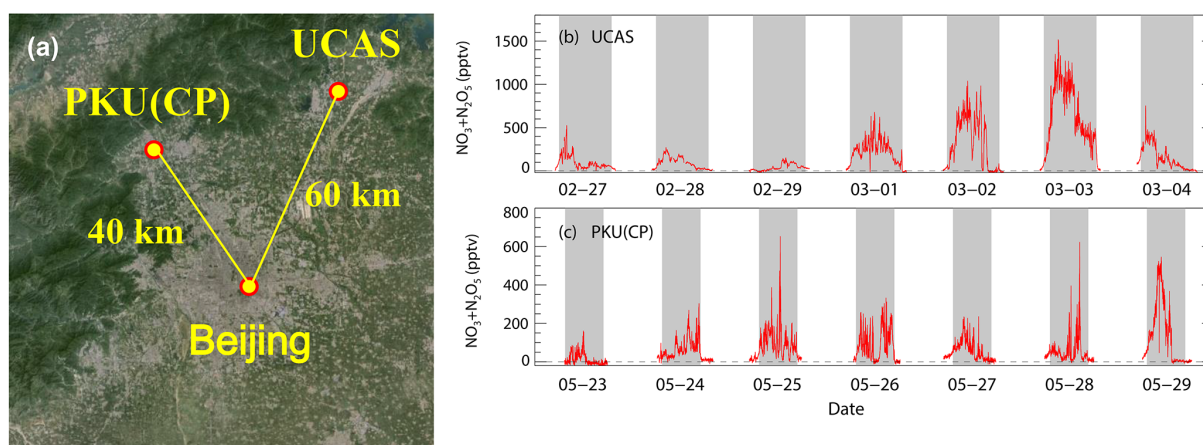 (a)
UCAS
PKU(CP)
60 km
40 km
Beijing
(b) UCAS
NO₃+N₂O₅ (pptv)
1500
1000
500
0
02−27 02−28 02−29 03−01 03−02 03−03 03−04
(c) PKU(CP)
NO₃+N₂O₅ (pptv)
800
600
400
200
0
05−23 05−24 05−25 05−26 05−27 05−28 05−29
Date